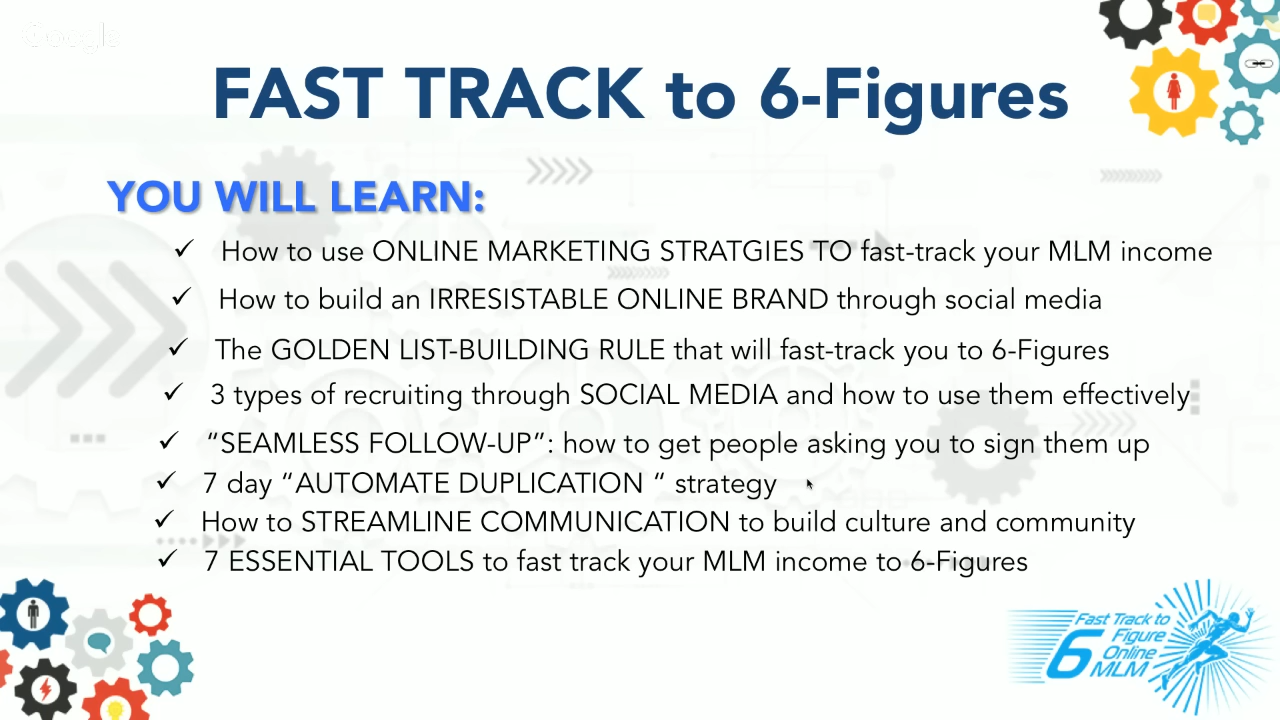 Google
FAST TRACK to 6-Figures
YOU WILL LEARN:
✓ How to use ONLINE MARKETING STRATGIES TO fast-track your MLM income
✓ How to build an IRRESISTABLE ONLINE BRAND through social media
✓ The GOLDEN LIST-BUILDING RULE that will fast-track you to 6-Figures
✓ 3 types of recruiting through SOCIAL MEDIA and how to use them effectively
✓ “SEAMLESS FOLLOW-UP”: how to get people asking you to sign them up
✓ 7 day “AUTOMATE DUPLICATION “ strategy
✓ How to STREAMLINE COMMUNICATION to build culture and community
✓ 7 ESSENTIAL TOOLS to fast track your MLM income to 6-Figures
Fast Track to
6 Figure
Online
MLM